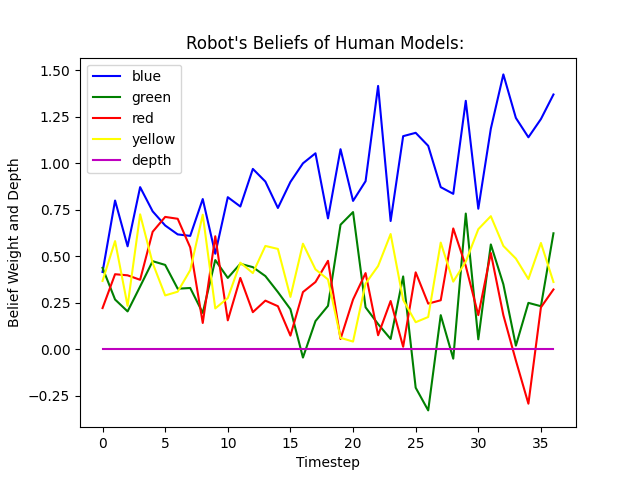 Robot's Beliefs of Human Models:
1.50
1.25
1.00
0.75
0.50
0.25
0.00
−0.25
Belief Weight and Depth
blue
green
red
yellow
depth
0 5 10 15 20 25 30 35
Timestep